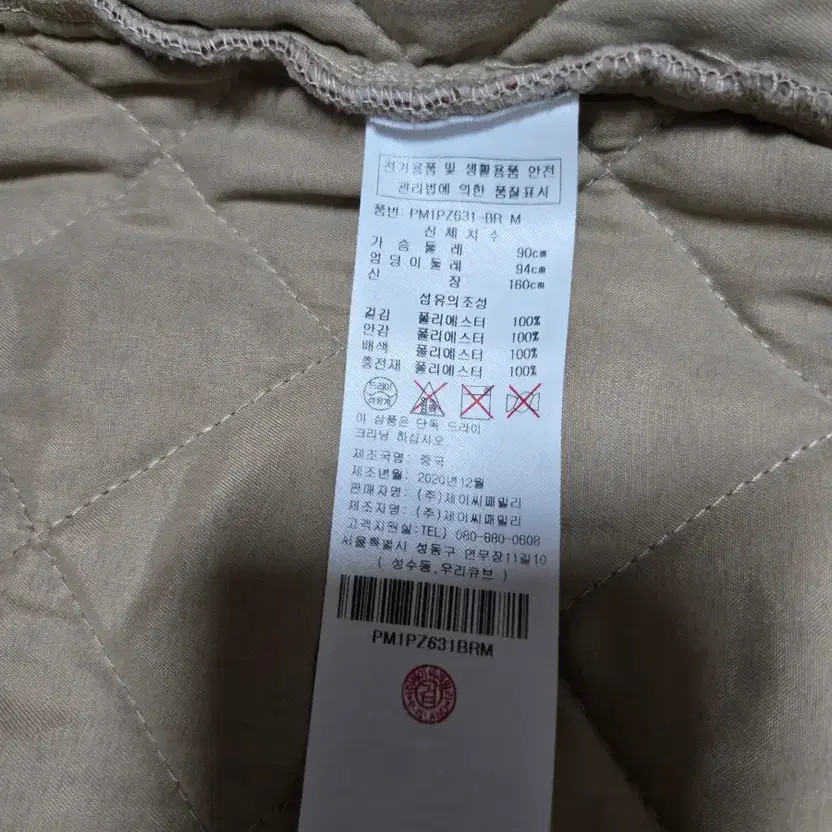 전기용품 및 생활용품 안전
관리법에 의한 품질표시
품번: PM1PZ631-BR M
신체치수
가슴둘레 90cm
엉덩이둘레 94cm
신장 160cm
섬유의조성
겉감 폴리에스터 100%
안감 폴리에스터 100%
배색 폴리에스터 100%
충전재 폴리에스터 100%
드라이
석유계
이 상품은 단독 드라이
크리닝 하십시오
제조국명: 중국
제조년월: 2020년12월
판매자명: (주)제이씨패밀리
제조자명: (주)제이씨패밀리
고객지원실:TEL) 080-880-0608
서울특별시 성동구 연무장11길10
( 성수동,우리큐브 )
PM1PZ631BRM
검